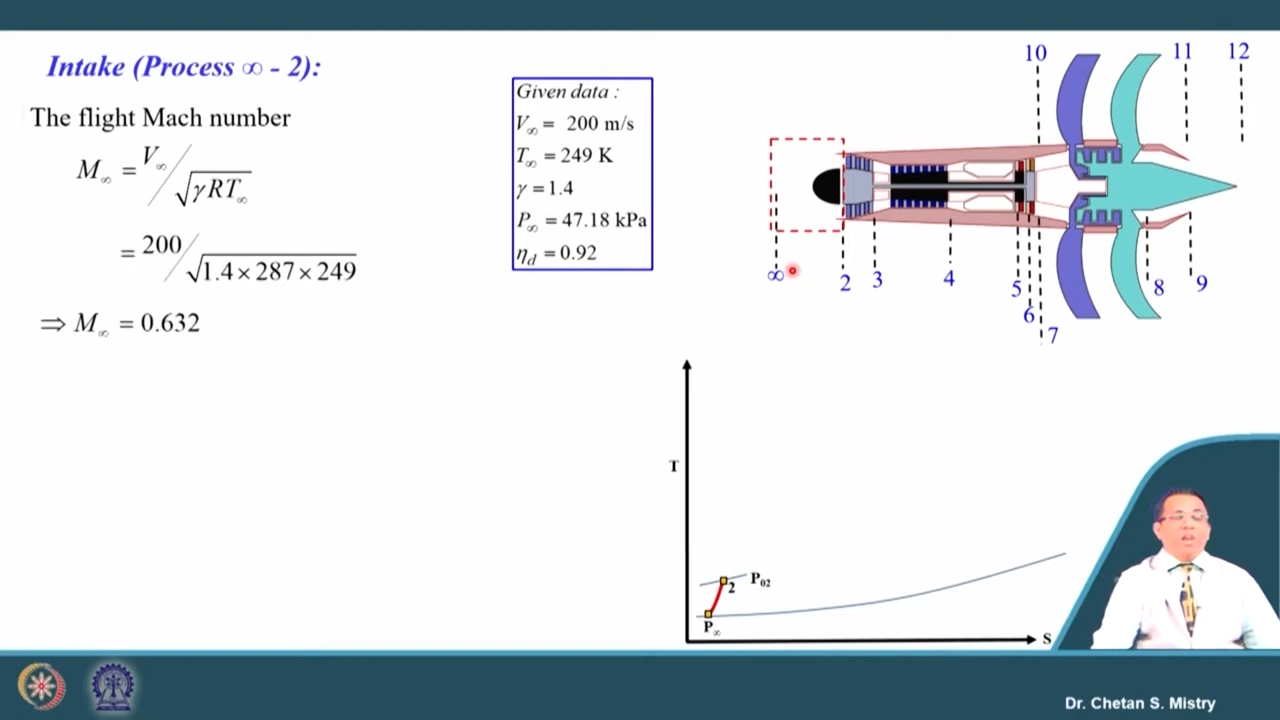 Intake (Process ∞ - 2):
The flight Mach number
M∞ = V∞ / √γRT∞
= 200 / √1.4 × 287 × 249
⇒ M∞ = 0.632
Given data :
V∞ = 200 m/s
T∞ = 249 K
γ = 1.4
P∞ = 47.18 kPa
ηd = 0.92
10 11 12
∞ 2 3 4 5 6 7 8 9
T
2 P02
P∞
S
Dr. Chetan S. Mistry